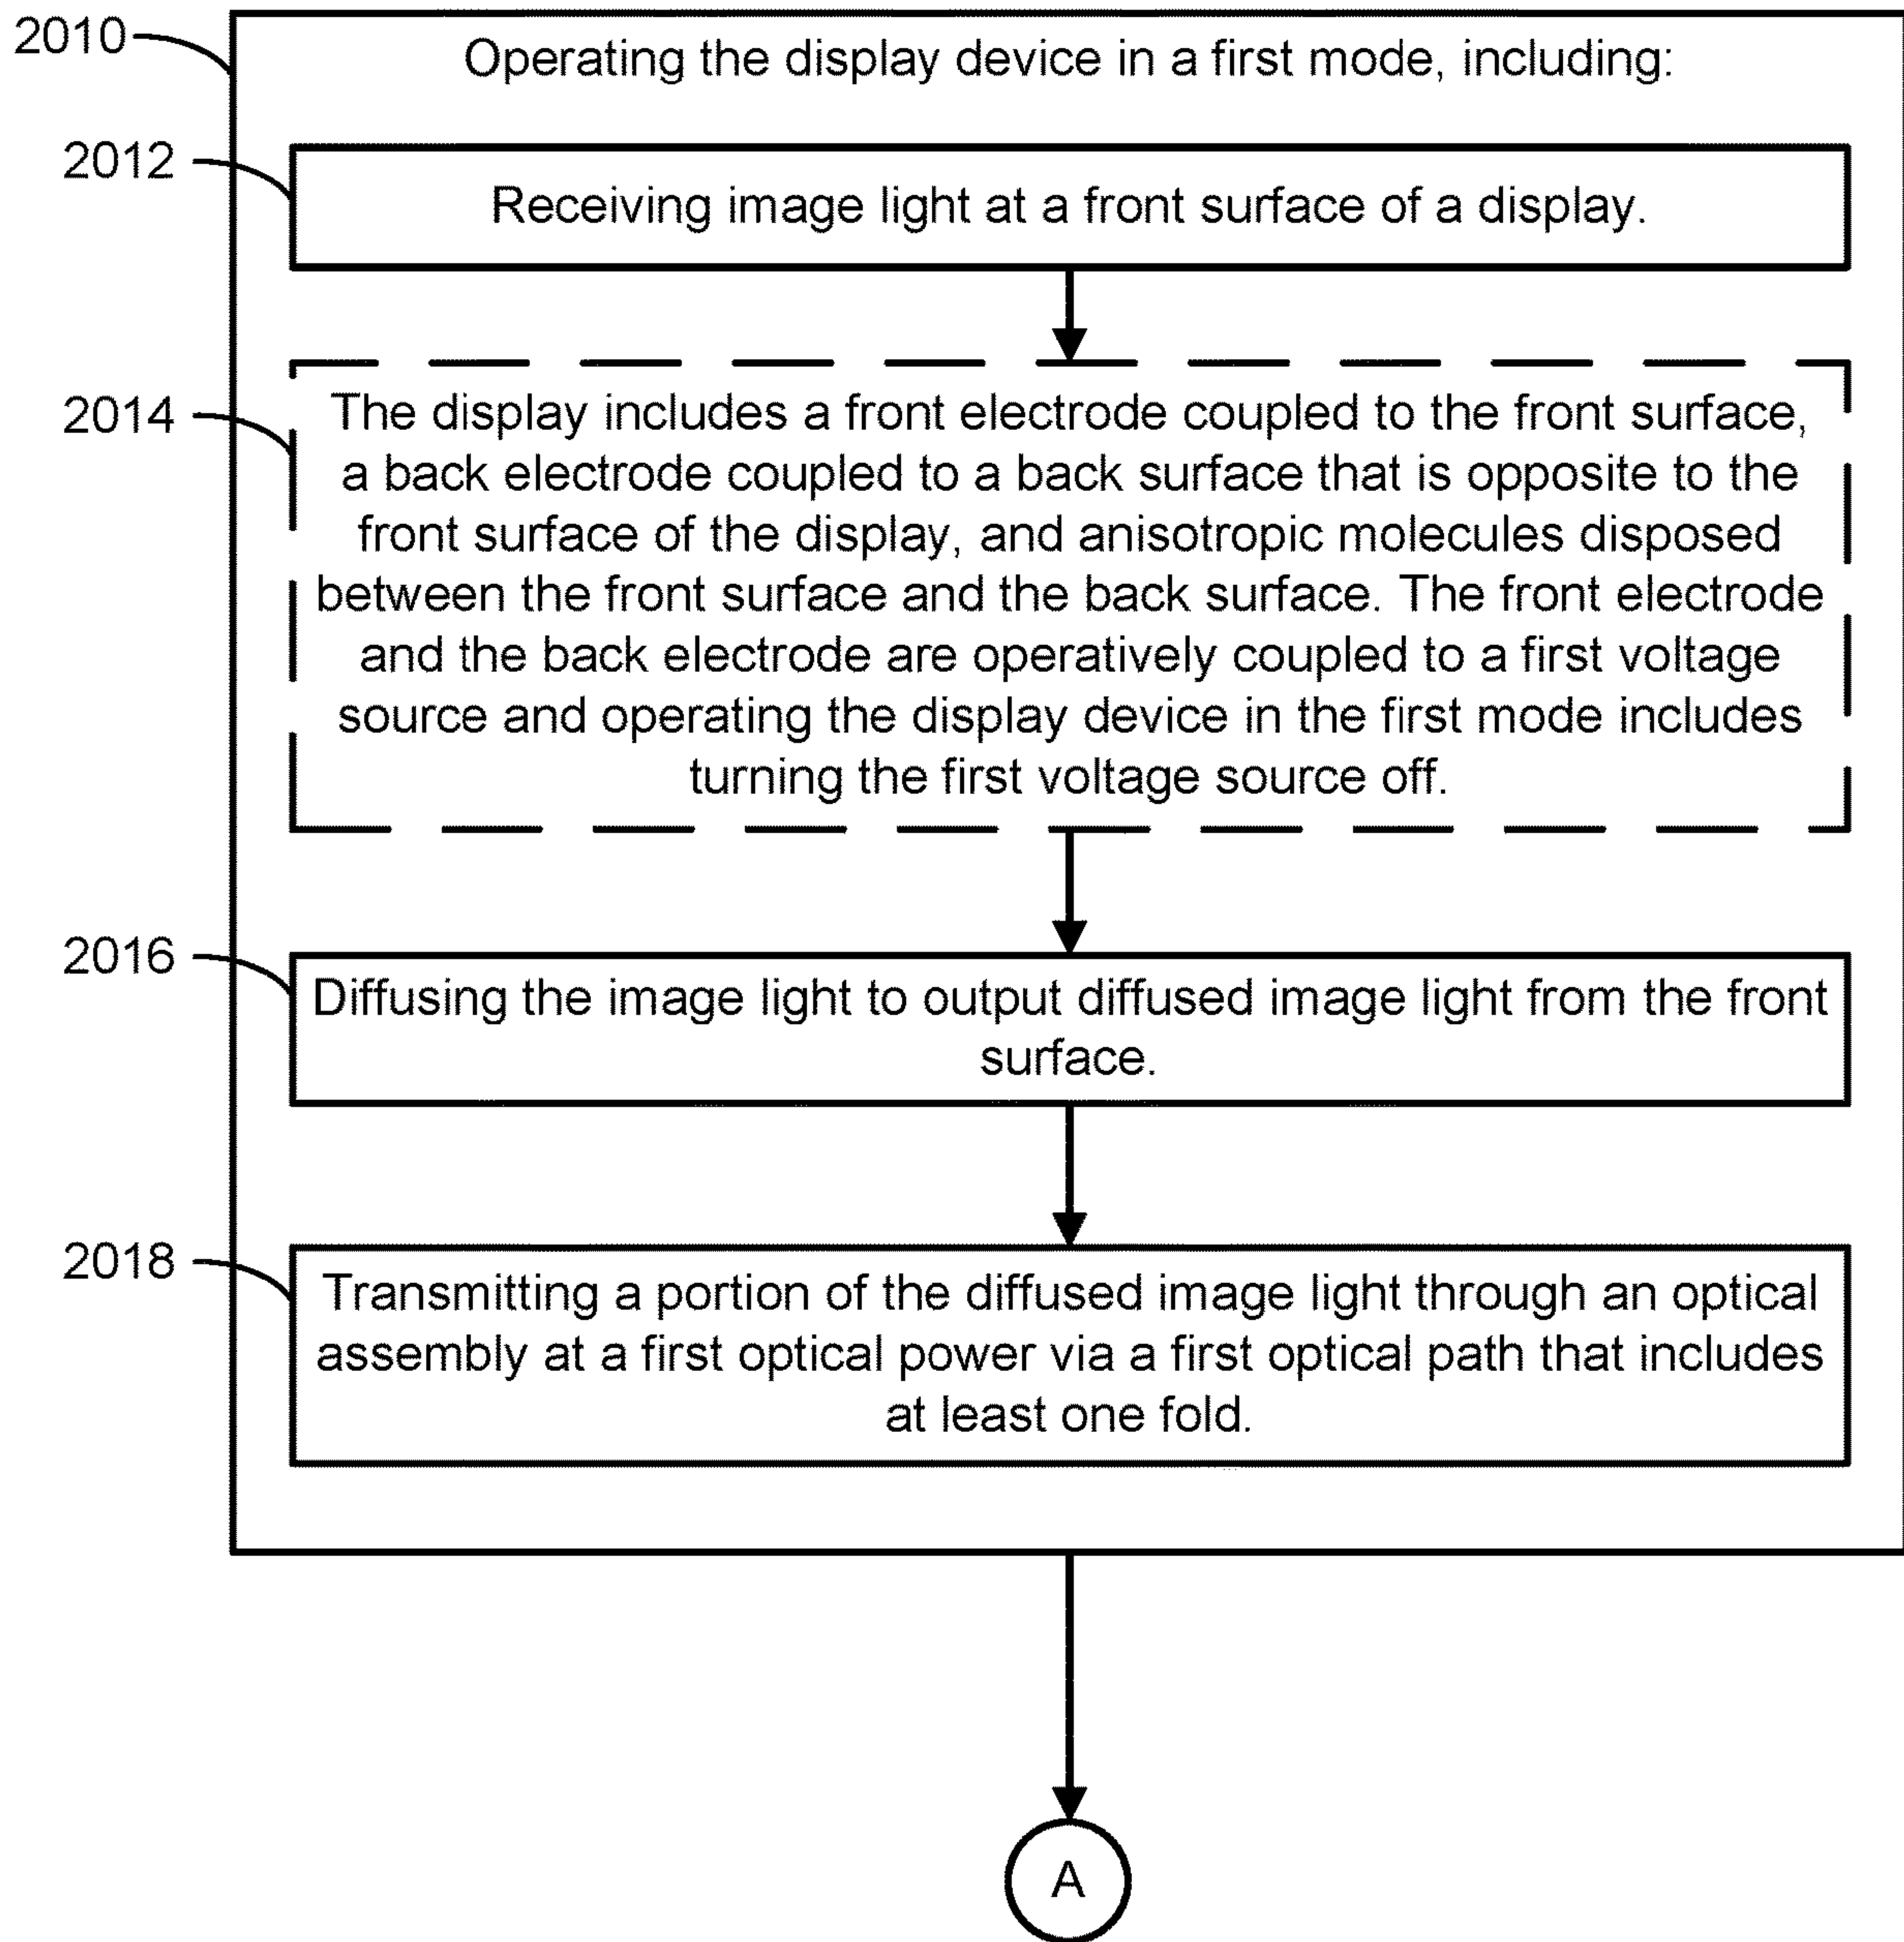 2010
Operating the display device in a first mode, including:
2012
Receiving image light at a front surface of a display.
2014
The display includes a front electrode coupled to the front surface,
a back electrode coupled to a back surface that is opposite to the
front surface of the display, and anisotropic molecules disposed
between the front surface and the back surface. The front electrode
and the back electrode are operatively coupled to a first voltage
source and operating the display device in the first mode includes
turning the first voltage source off.
2016
Diffusing the image light to output diffused image light from the front
surface.
2018
Transmitting a portion of the diffused image light through an optical
assembly at a first optical power via a first optical path that includes
at least one fold.
A